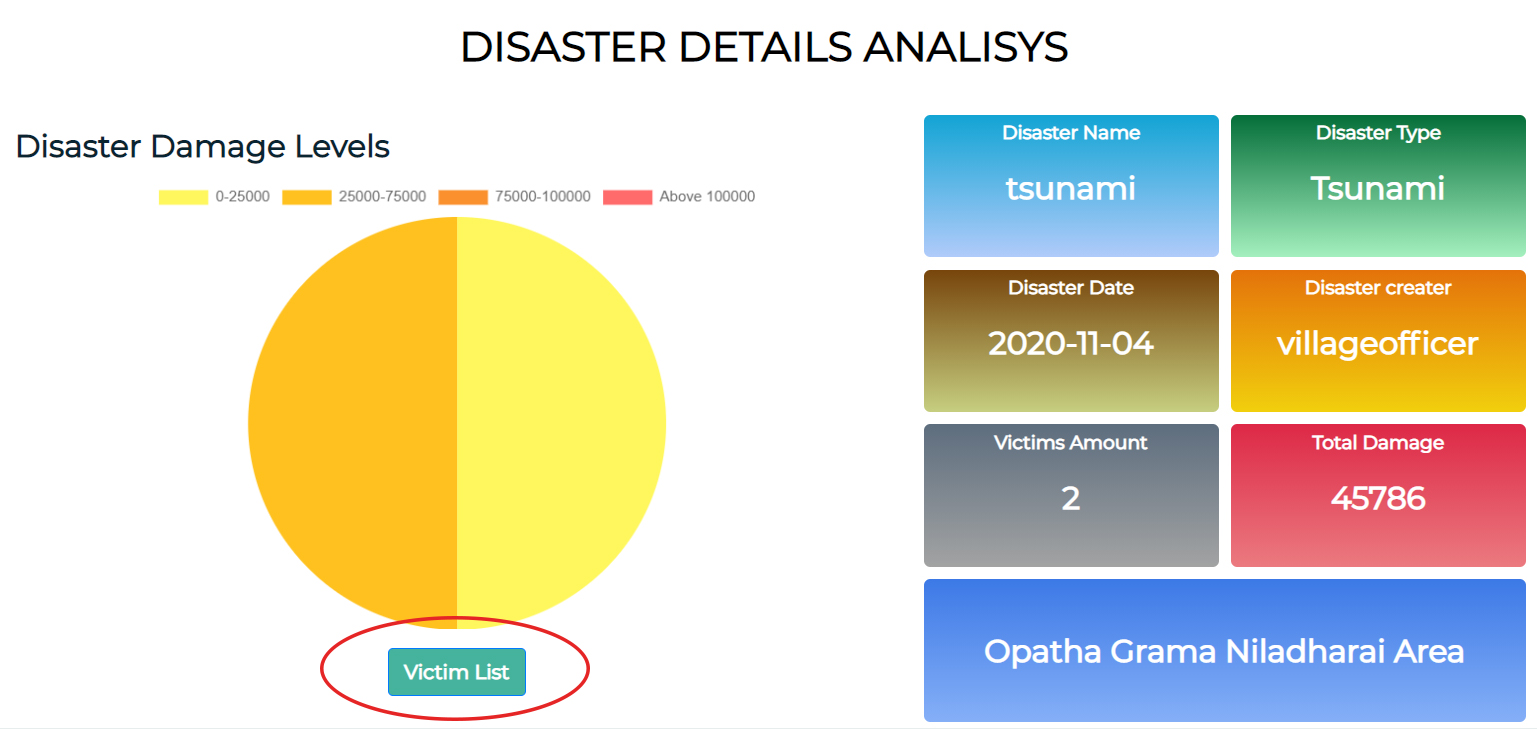 DISASTER DETAILS ANALISYS
Disaster Damage Levels
0-25000 25000-75000 75000-100000 Above 100000
Victim List
Disaster Name
tsunami
Disaster Type
Tsunami
Disaster Date
2020-11-04
Disaster creater
villageofficer
Victims Amount
2
Total Damage
45786
Opatha Grama Niladharai Area